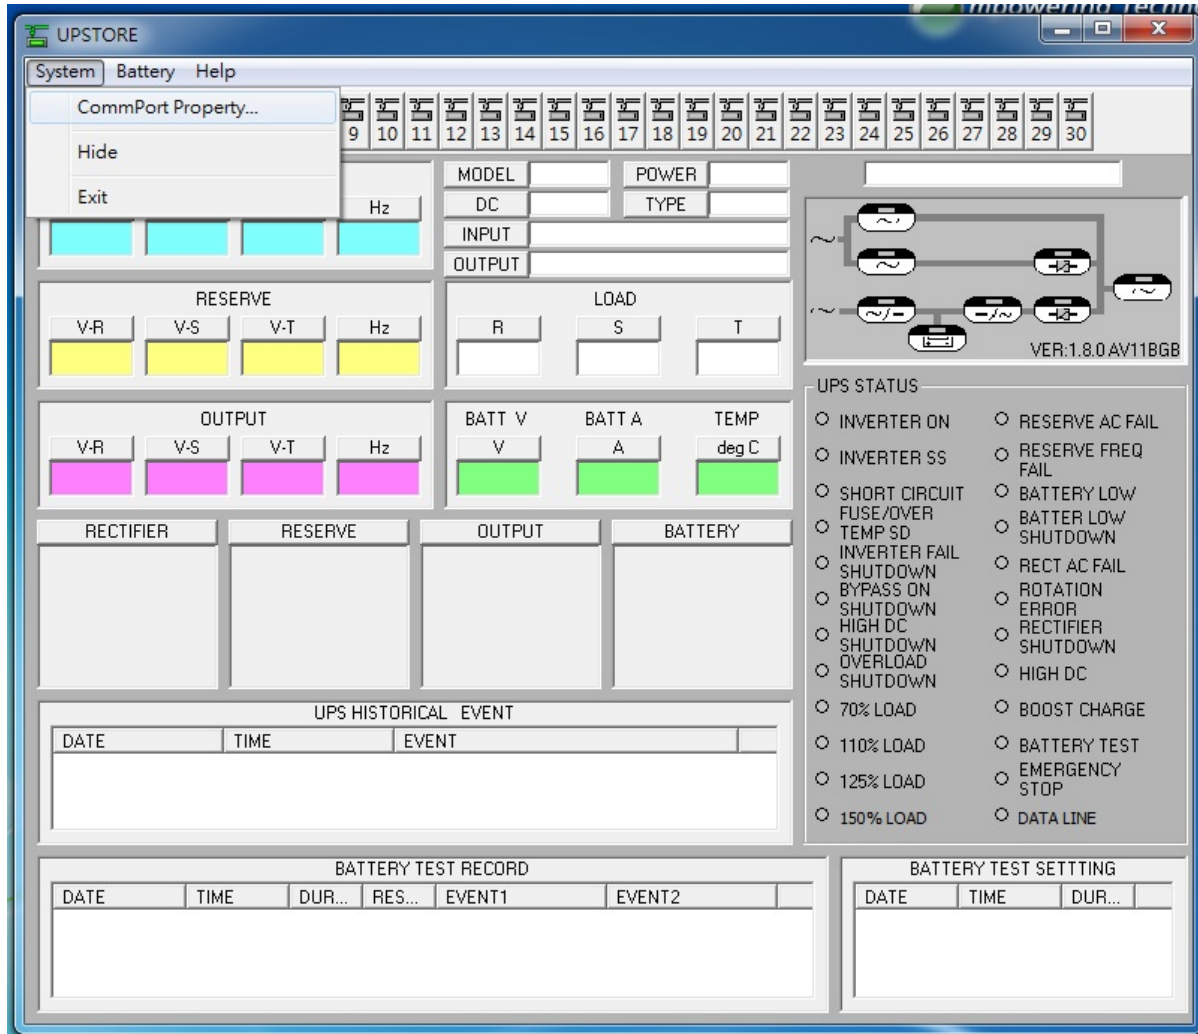 mpowering Techn
UPSTORE
System Battery Help
CommPort Property...
Hide
Exit
9 10 11 12 13 14 15 16 17 18 19 20 21 22 23 24 25 26 27 28 29 30
Hz
MODEL POWER
DC TYPE
INPUT
OUTPUT
RESERVE
V-R V-S V-T Hz
LOAD
R S T
VER:1.8.0 AV11BGB
OUTPUT
V-R V-S V-T Hz
BATT V BATT A TEMP
V A deg C
RECTIFIER RESERVE OUTPUT BATTERY
UPS STATUS
INVERTER ON
INVERTER SS
SHORT CIRCUIT
FUSE/OVER
TEMP SD
INVERTER FAIL
SHUTDOWN
BYPASS ON
SHUTDOWN
HIGH DC
SHUTDOWN
OVERLOAD
SHUTDOWN
70% LOAD
110% LOAD
125% LOAD
150% LOAD
RESERVE AC FAIL
RESERVE FREQ
FAIL
BATTERY LOW
BATTER LOW
SHUTDOWN
RECT AC FAIL
ROTATION
ERROR
RECTIFIER
SHUTDOWN
HIGH DC
BOOST CHARGE
BATTERY TEST
EMERGENCY
STOP
DATA LINE
UPS HISTORICAL EVENT
DATE TIME EVENT
BATTERY TEST RECORD
DATE TIME DUR... RES... EVENT1 EVENT2
BATTERY TEST SETTTING
DATE TIME DUR...